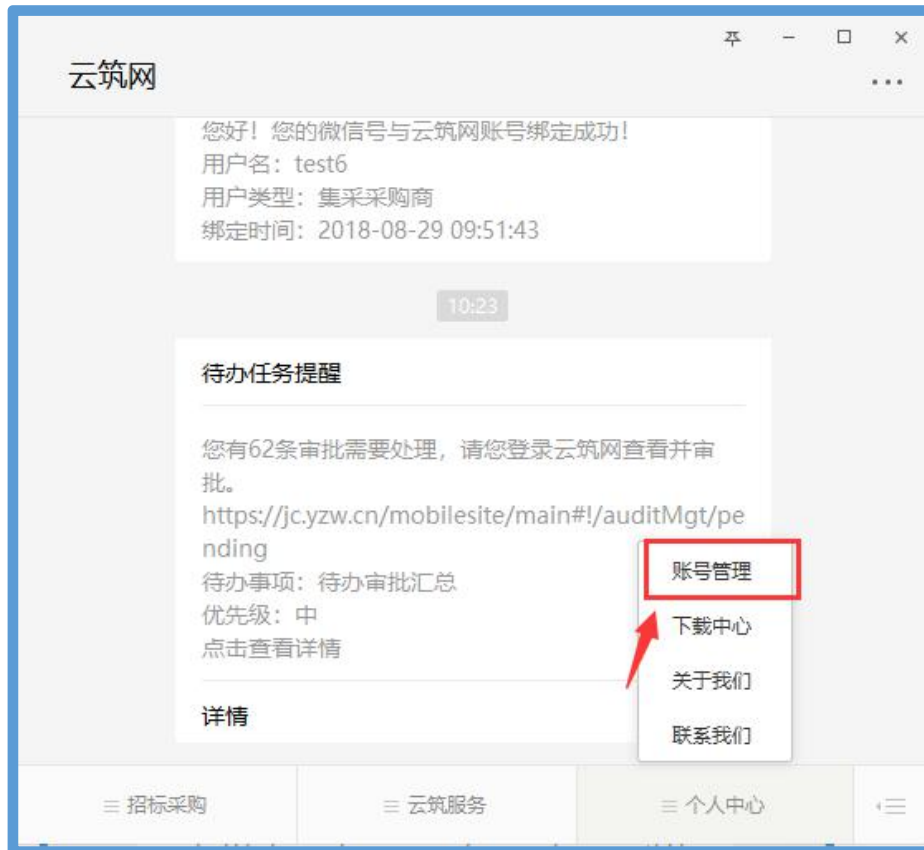 云筑网
您好！您的微信号与云筑网账号绑定成功！
用户名：test6
用户类型：集采采购商
绑定时间：2018-08-29 09:51:43
10:23
待办任务提醒
您有62条审批需要处理，请您登录云筑网查看并审
批。
https://jc.yzw.cn/mobilesite/main#!/auditMgt/pe
nding
待办事项：待办审批汇总
优先级：中
点击查看详情
详情
账号管理
下载中心
关于我们
联系我们
招标采购
云筑服务
个人中心